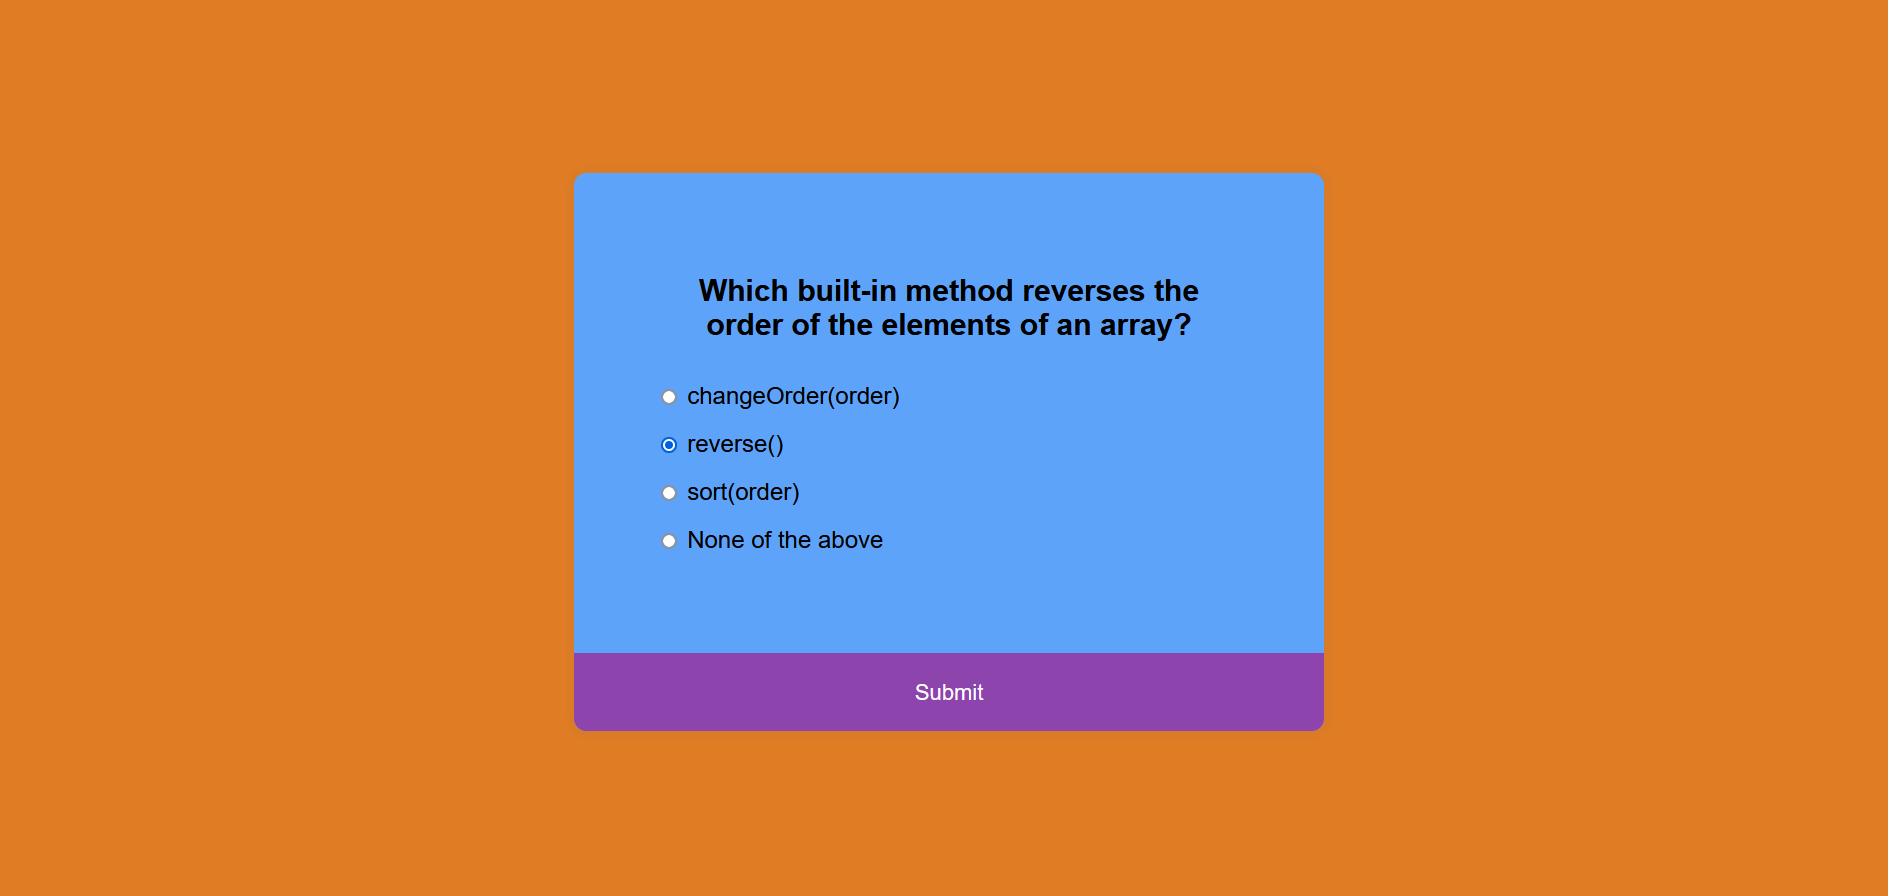 Which built-in method reverses the
order of the elements of an array?
changeOrder(order)
reverse()
sort(order)
None of the above
Submit